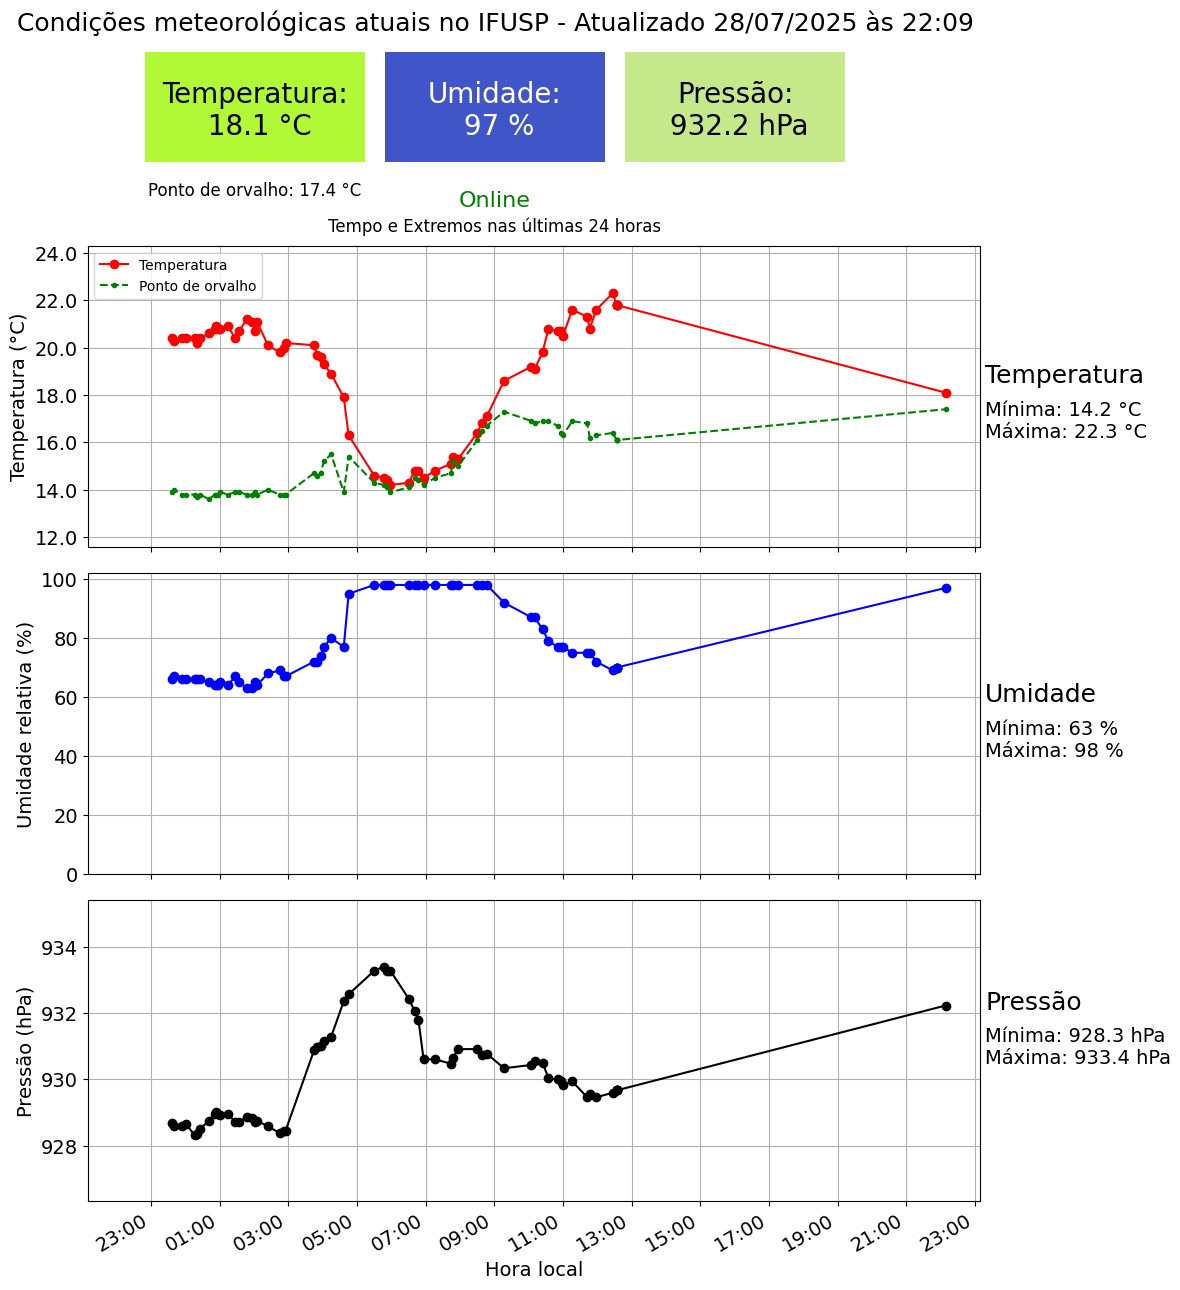 Condições meteorológicas atuais no IFUSP - Atualizado 28/07/2025 às 22:09
Temperatura:
18.1 °C
Umidade:
97 %
Pressão:
932.2 hPa
Ponto de orvalho: 17.4 °C
Online
Tempo e Extremos nas últimas 24 horas
Temperatura (°C)
24.0
22.0
20.0
18.0
16.0
14.0
12.0
Temperatura
Ponto de orvalho
Temperatura
Mínima: 14.2 °C
Máxima: 22.3 °C
Umidade relativa (%)
100
80
60
40
20
0
Umidade
Mínima: 63 %
Máxima: 98 %
Pressão (hPa)
934
932
930
928
Pressão
Mínima: 928.3 hPa
Máxima: 933.4 hPa
23:00 01:00 03:00 05:00 07:00 09:00 11:00 13:00 15:00 17:00 19:00 21:00 23:00
Hora local